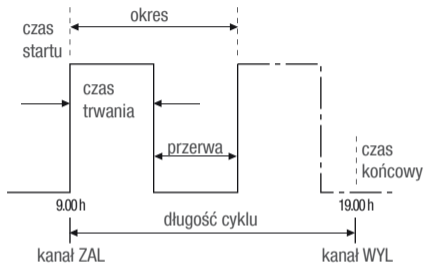 okres
czas
startu
czas
trwania
przerwa
czas
końcowy
9.00 h
19.00 h
długość cyklu
kanał ZAL
kanał WYL